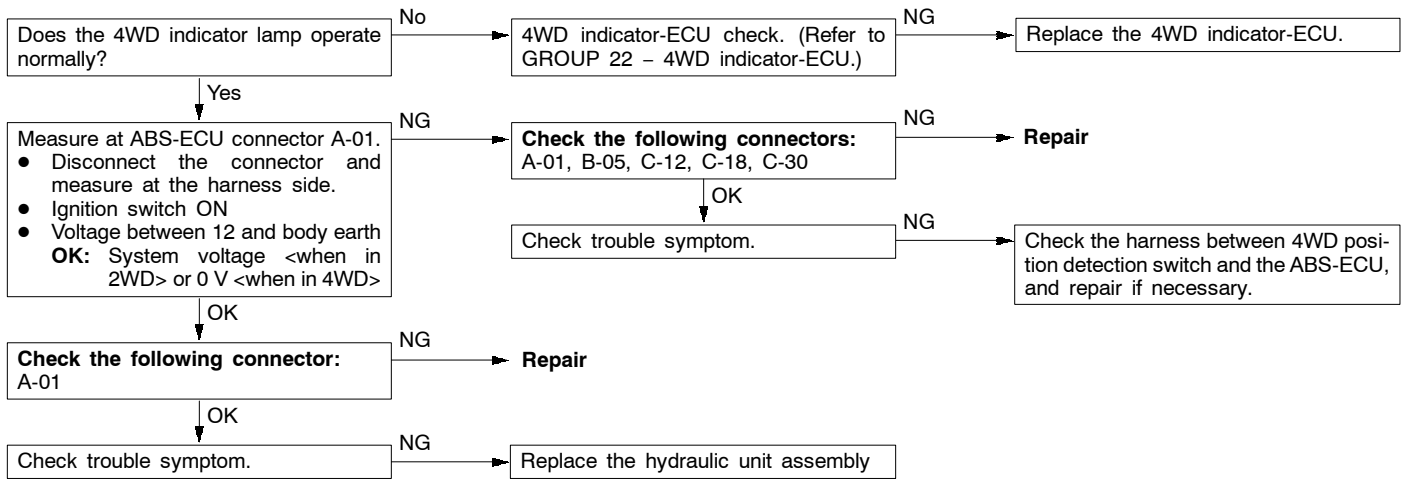 Does the 4WD indicator lamp operate
normally?
No
4WD indicator-ECU check. (Refer to
GROUP 22 – 4WD indicator-ECU.)
NG
Replace the 4WD indicator-ECU.
Yes
Measure at ABS-ECU connector A-01.
● Disconnect the connector and
measure at the harness side.
● Ignition switch ON
● Voltage between 12 and body earth
OK: System voltage <when in
2WD> or 0 V <when in 4WD>
NG
Check the following connectors:
A-01, B-05, C-12, C-18, C-30
NG
Repair
OK
Check trouble symptom.
NG
Check the harness between 4WD posi-
tion detection switch and the ABS-ECU,
and repair if necessary.
OK
Check the following connector:
A-01
NG
Repair
OK
Check trouble symptom.
NG
Replace the hydraulic unit assembly